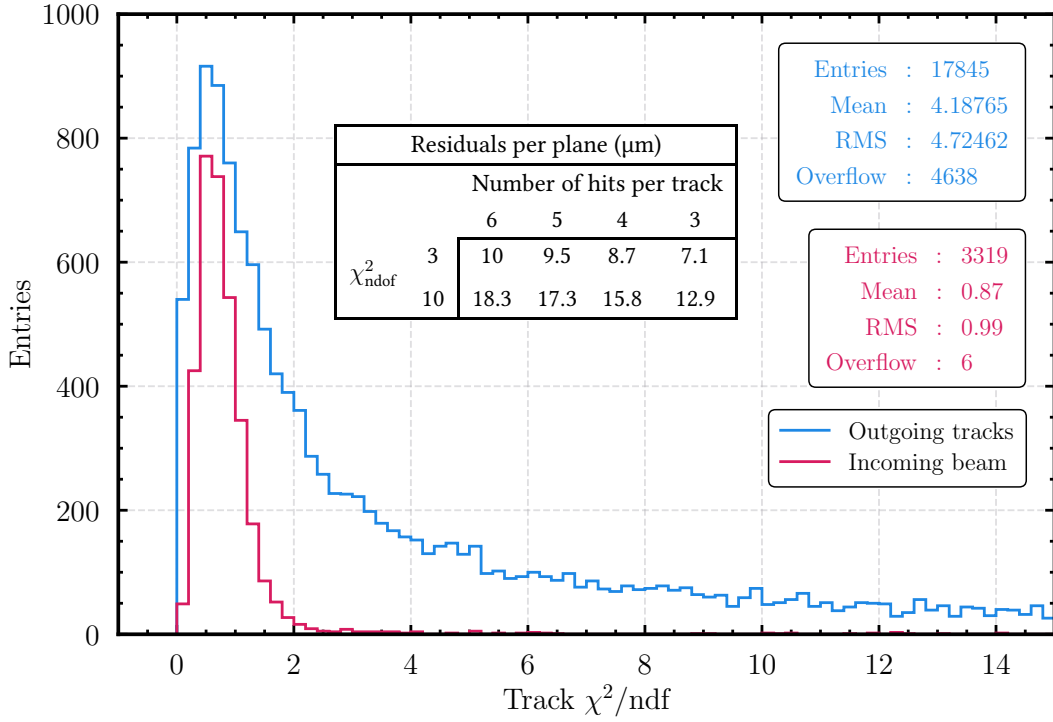 1000
800
600
400
200
0
Entries
0 2 4 6 8 10 12 14
Track χ²/ndf
Residuals per plane (µm)
Number of hits per track
6 5 4 3
χ²ndof
3 10 9.5 8.7 7.1
10 18.3 17.3 15.8 12.9
Entries : 17845
Mean : 4.18765
RMS : 4.72462
Overflow : 4638
Entries : 3319
Mean : 0.87
RMS : 0.99
Overflow : 6
Outgoing tracks
Incoming beam